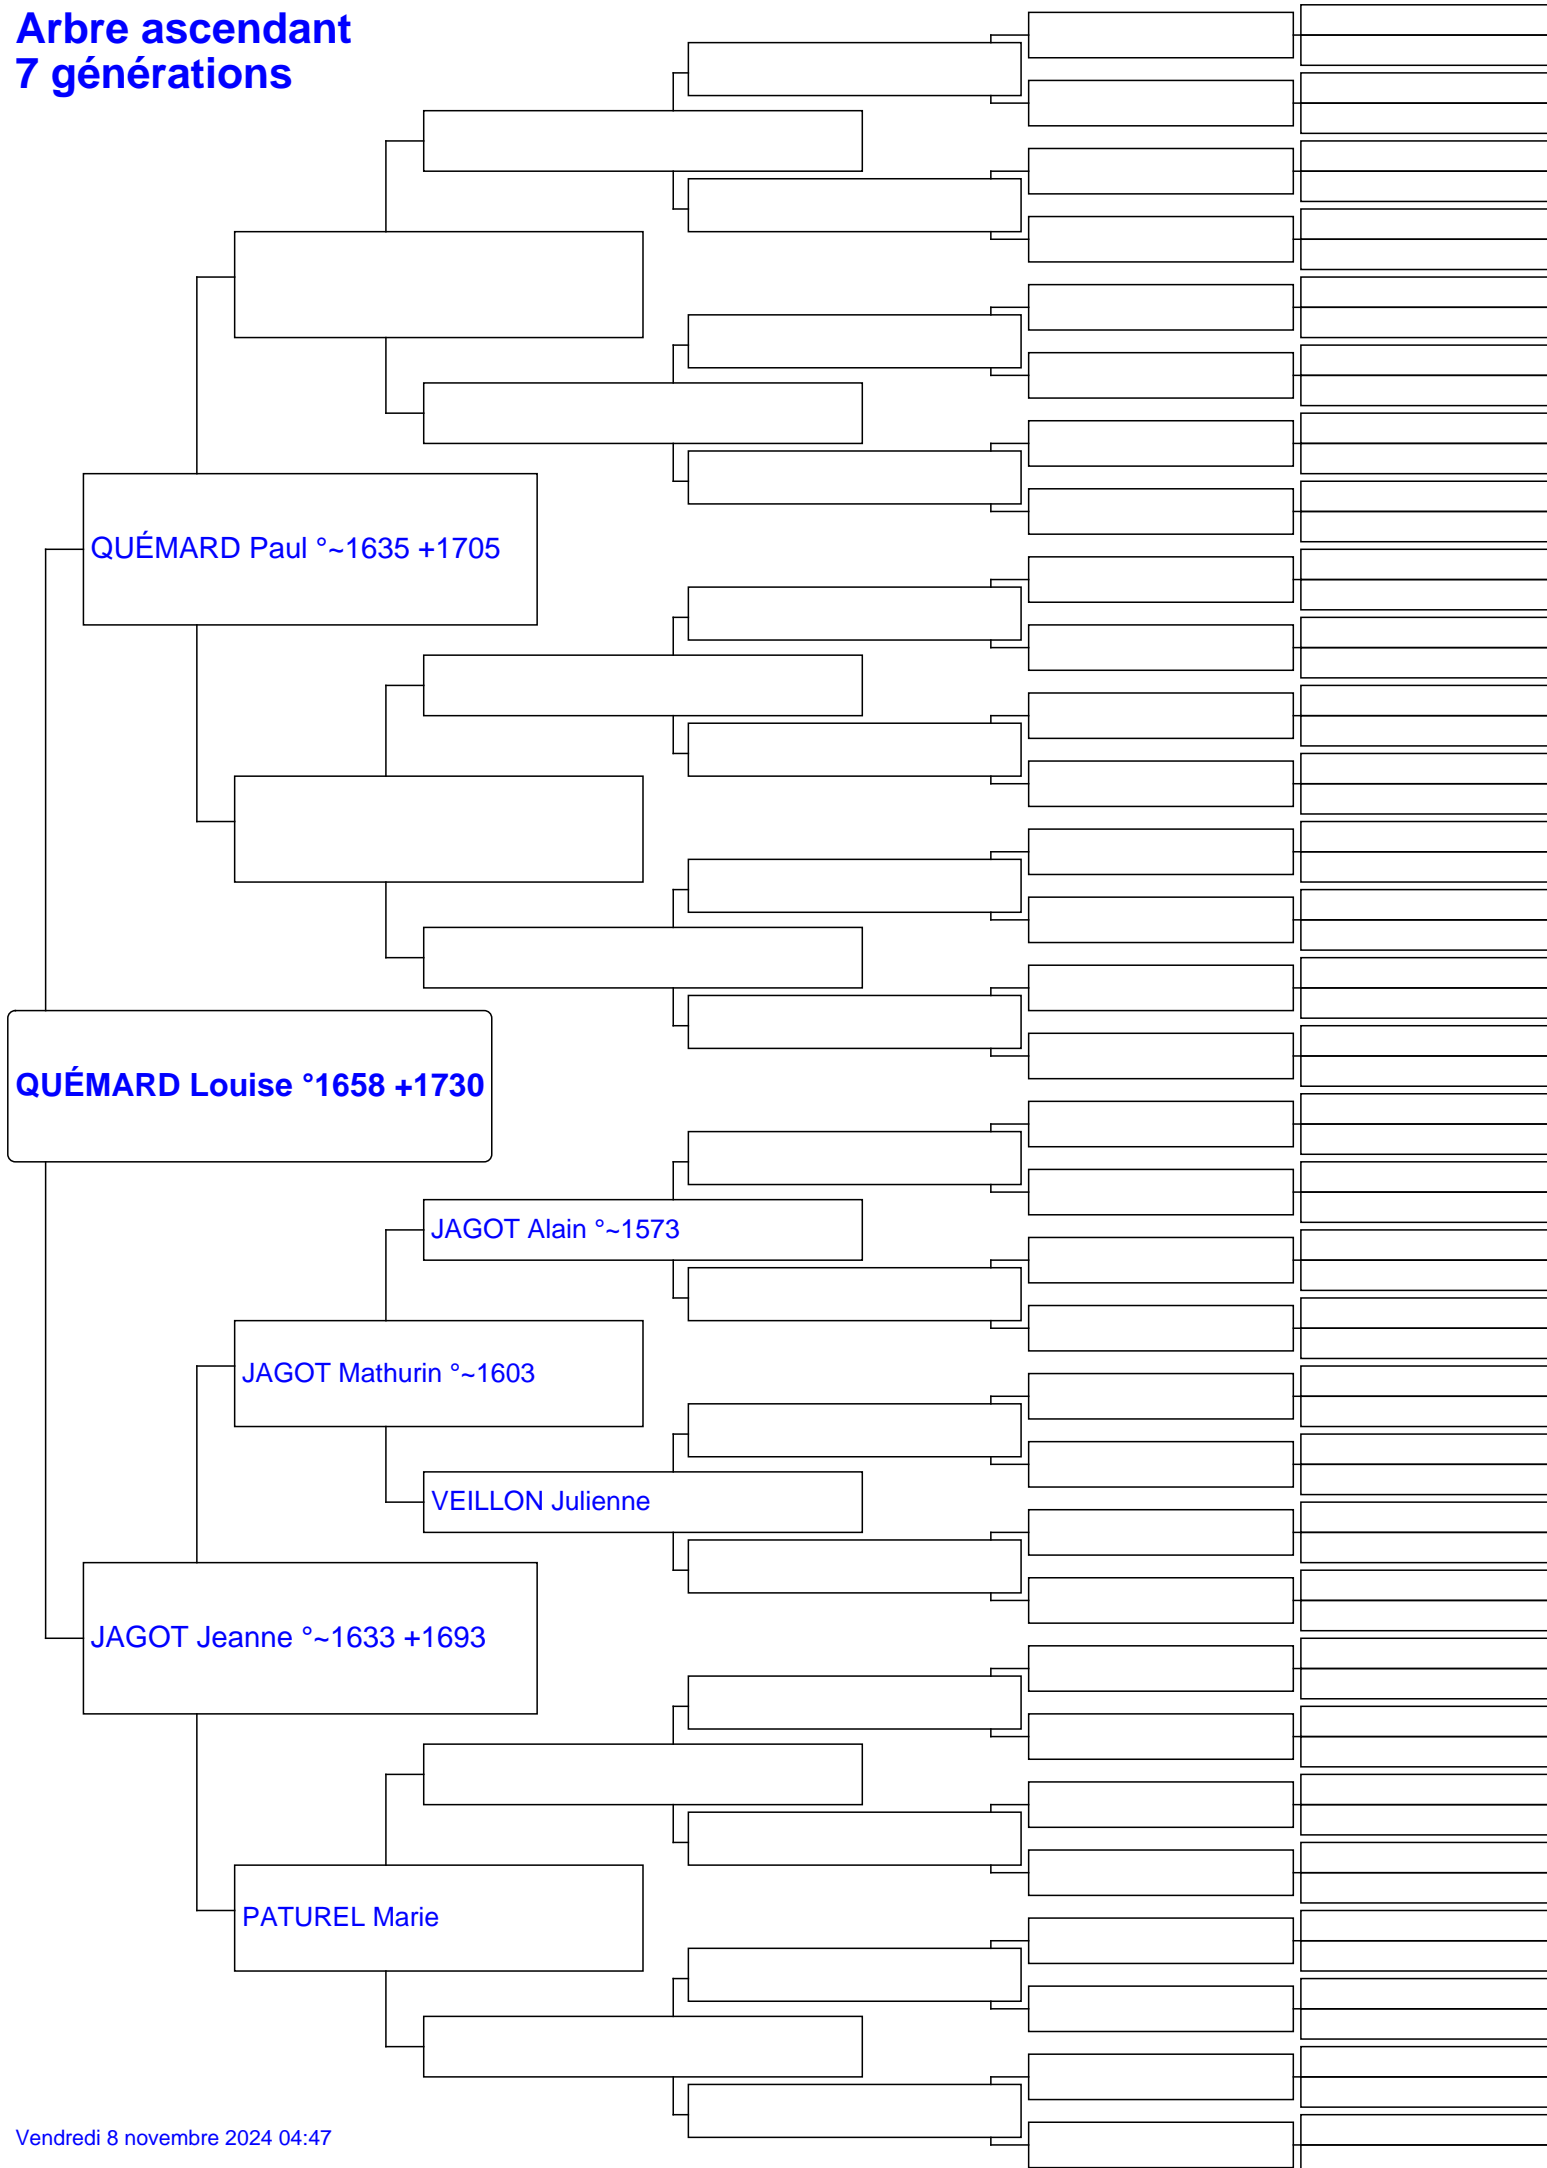 Arbre ascendant
7 générations
QUÉMARD Paul °~1635 +1705
QUÉMARD Louise °1658 +1730
JAGOT Alain °~1573
JAGOT Mathurin °~1603
VEILLON Julienne
JAGOT Jeanne °~1633 +1693
PATUREL Marie
Vendredi 8 novembre 2024 04:47